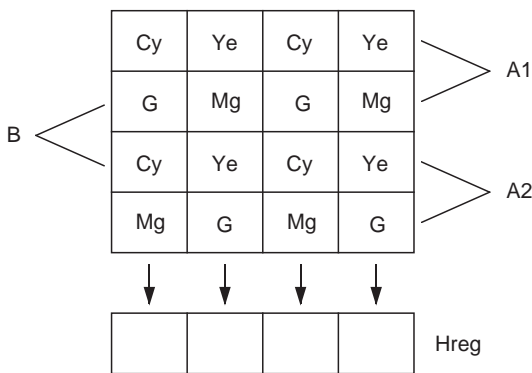 Cy Ye Cy Ye
A1
G Mg G Mg
B
Cy Ye Cy Ye
A2
Mg G Mg G
Hreg